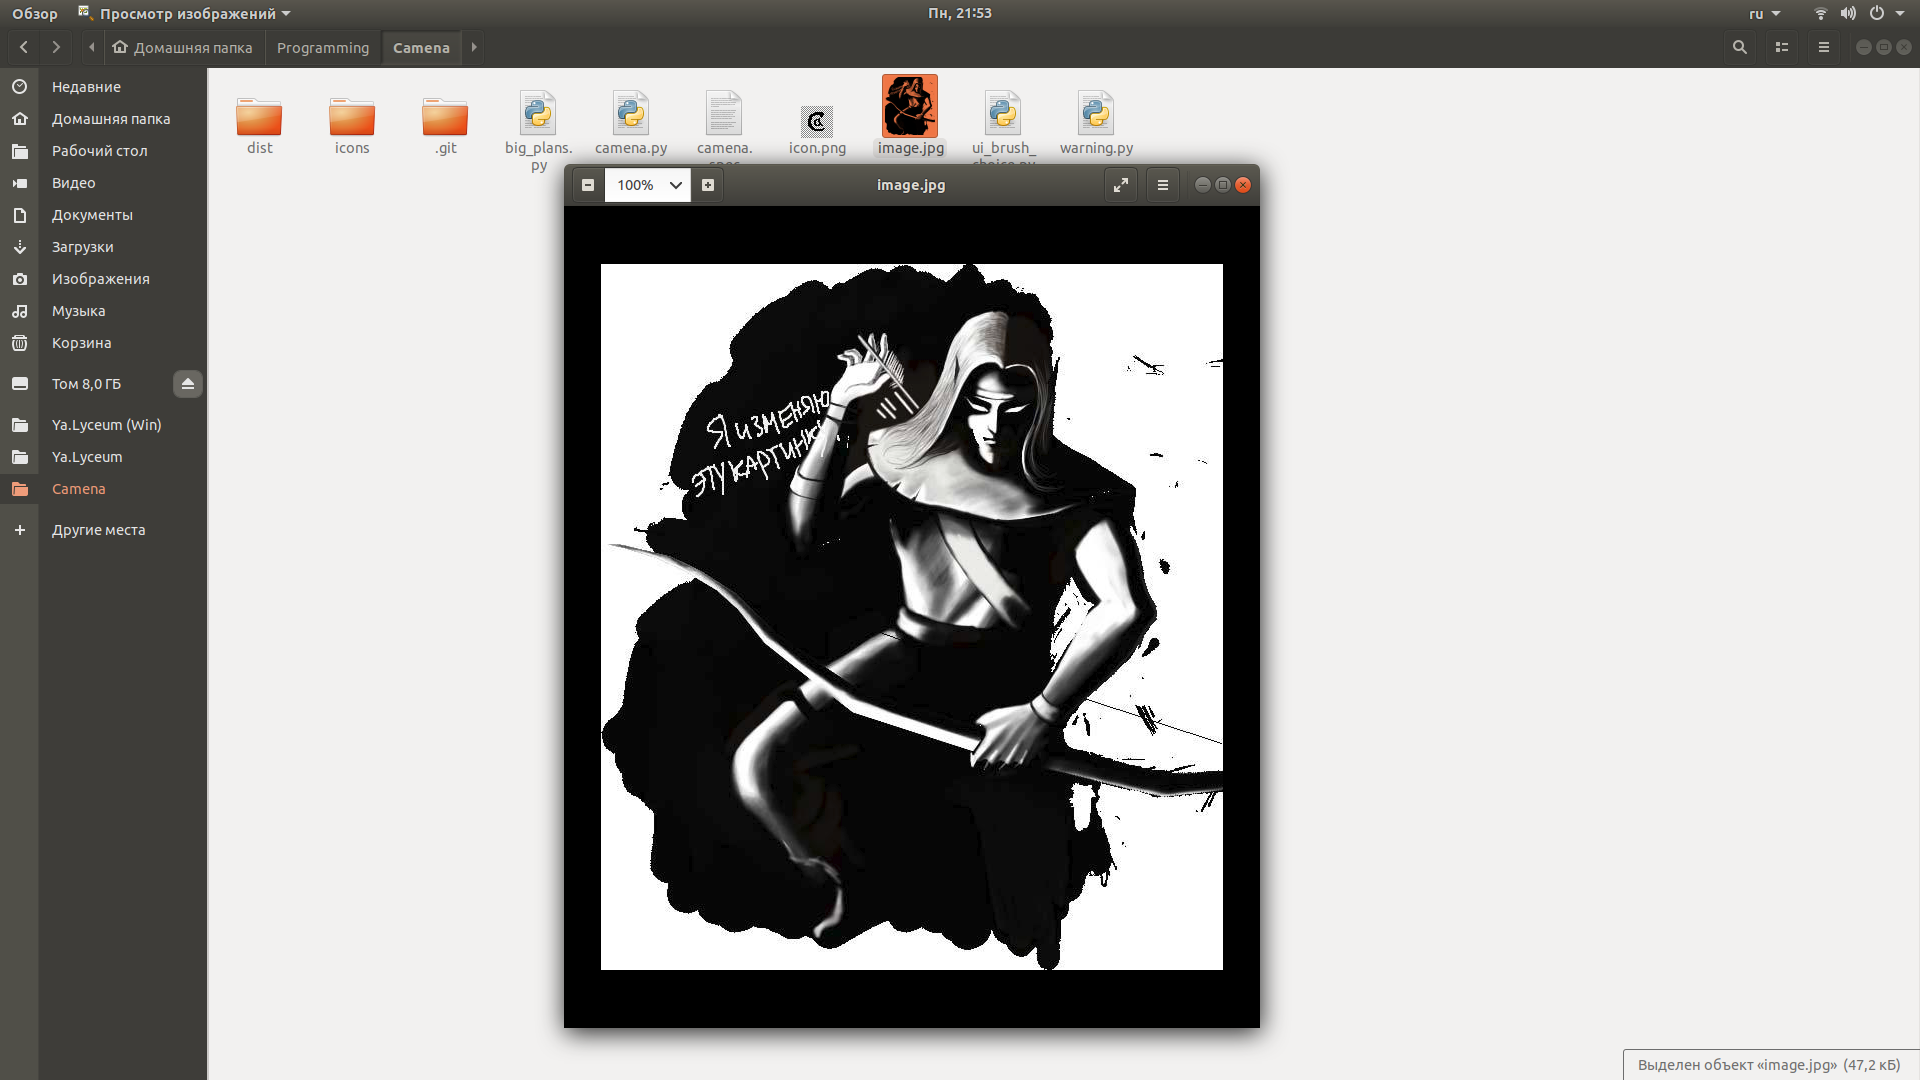 Обзор
Просмотр изображений
Пн, 21:53
ru
Домашняя папка
Programming
Camena
Недавние
Домашняя папка
Рабочий стол
Видео
Документы
Загрузки
Изображения
Музыка
Корзина
Том 8,0 ГБ
Ya.Lyceum (Win)
Ya.Lyceum
Camena
Другие места
dist
icons
.git
big_plans.
py
camena.py
camena.
icon.png
image.jpg
ui_brush_
warning.py
100%
image.jpg
Я изменяю
эту картинку
Выделен объект «image.jpg» (47,2 кБ)